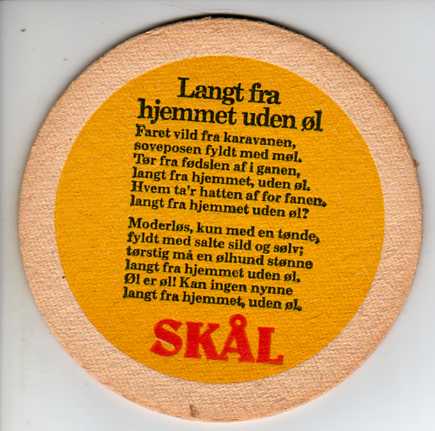 Langt fra
hjemmet uden øl
Faret vild fra karavanen,
soveposen fyldt med møl.
Tør fra fødslen af i ganen,
langt fra hjemmet, uden øl.
Hvem ta'r hatten af for fanen,
langt fra hjemmet uden øl?
Moderløs, kun med en tønde,
fyldt med salte sild og sølv;
tørstig må en ølhund stønne
langt fra hjemmet uden øl,
Øl er øl! Kan ingen nynne
langt fra hjemmet, uden øl.
SKÅL